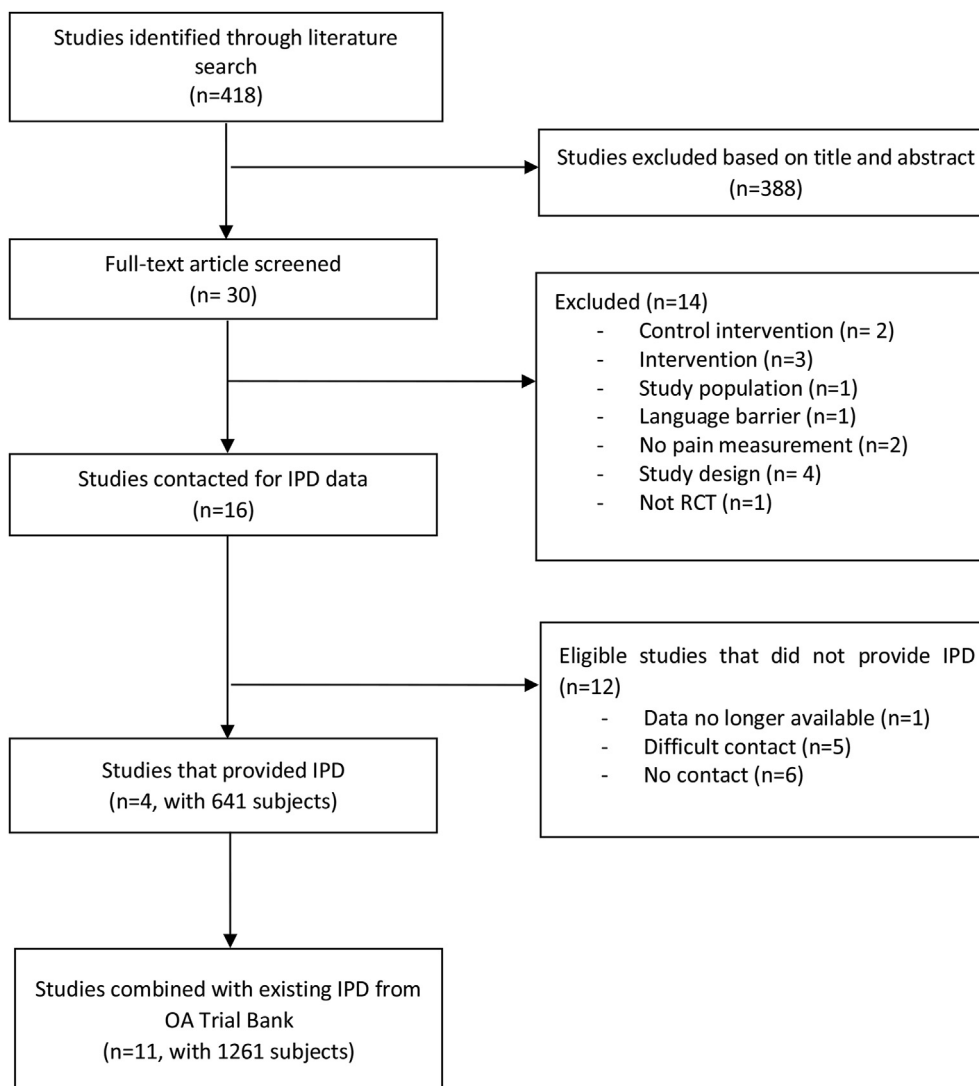 Studies identified through literature
search
(n=418)
Studies excluded based on title and abstract
(n=388)
Full-text article screened
(n= 30)
Excluded (n=14)
- Control intervention (n= 2)
- Intervention (n=3)
- Study population (n=1)
- Language barrier (n=1)
- No pain measurement (n=2)
- Study design (n= 4)
- Not RCT (n=1)
Studies contacted for IPD data
(n=16)
Eligible studies that did not provide IPD
(n=12)
- Data no longer available (n=1)
- Difficult contact (n=5)
- No contact (n=6)
Studies that provided IPD
(n=4, with 641 subjects)
Studies combined with existing IPD from
OA Trial Bank
(n=11, with 1261 subjects)